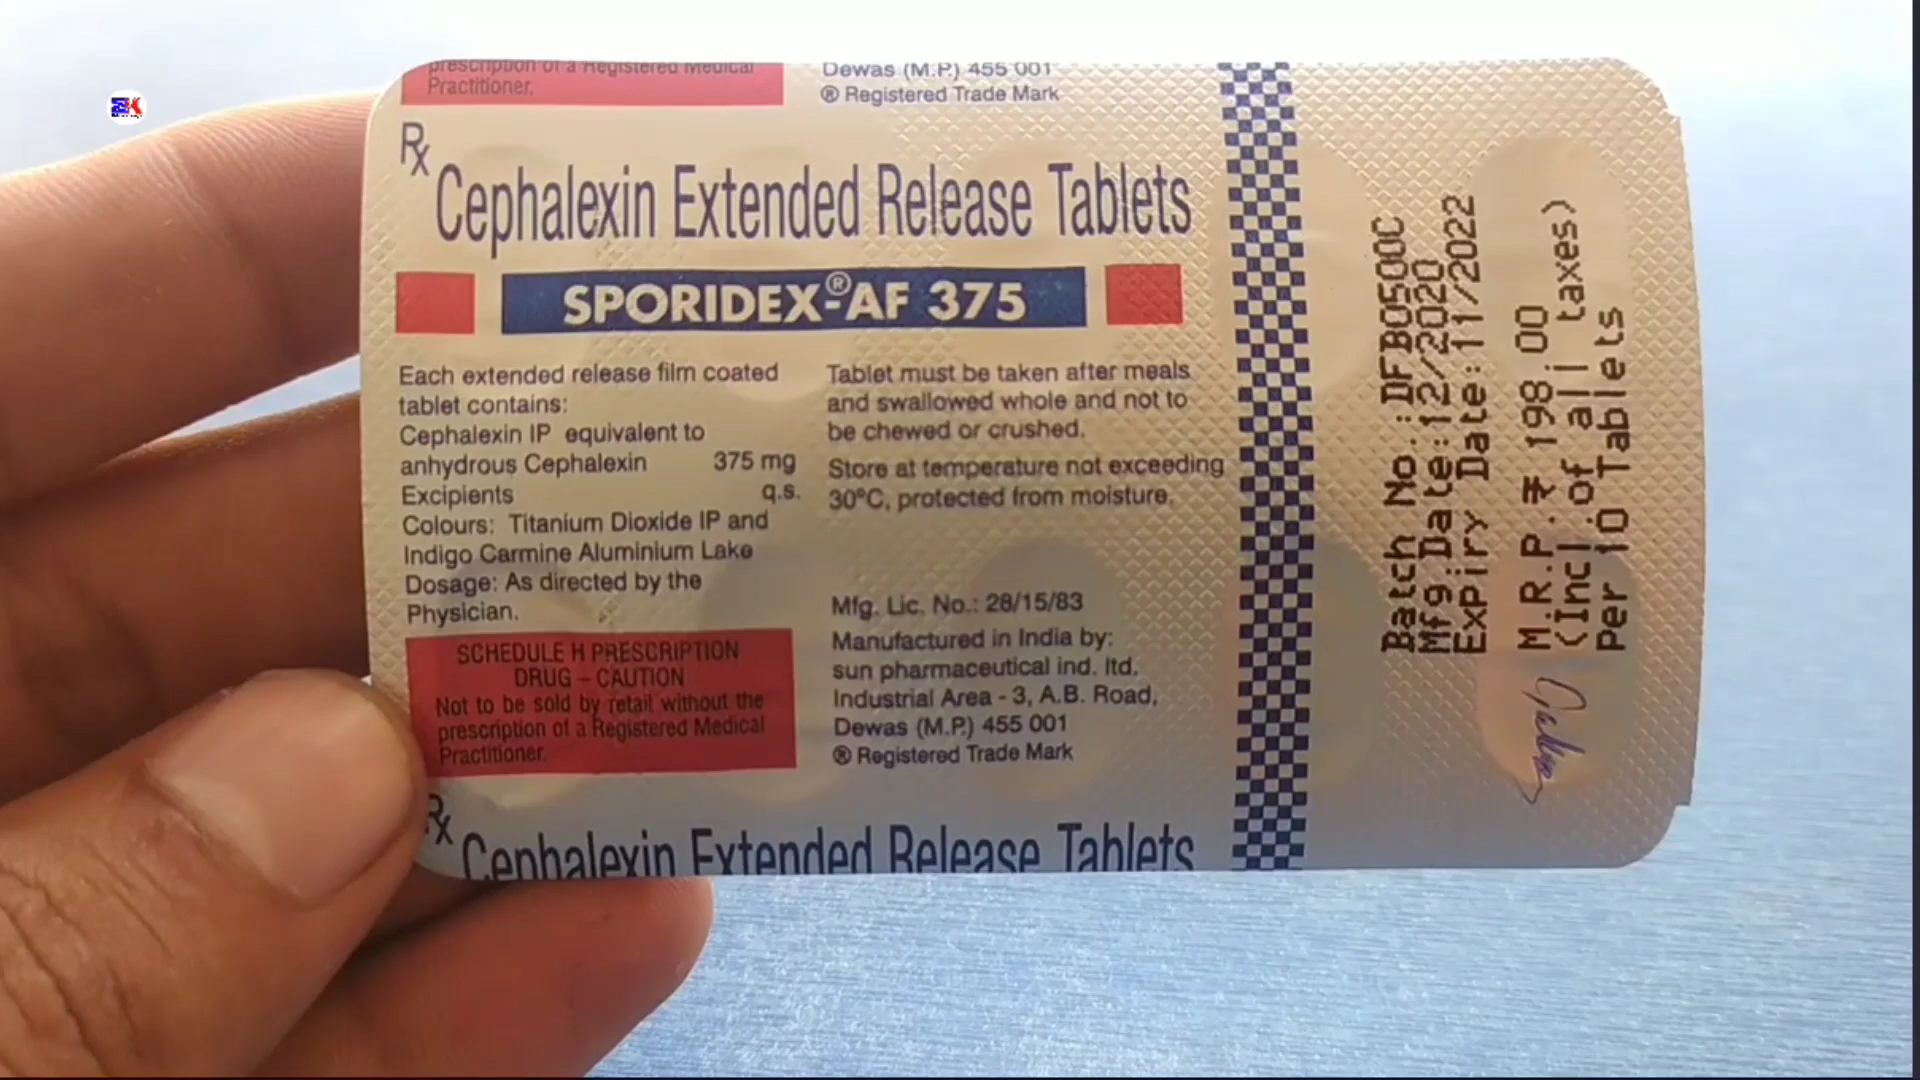 prescription of a Registered Medical
Practitioner.
Dewas (M.P.) 455 001
® Registered Trade Mark
Rx
Cephalexin Extended Release Tablets
SPORIDEX®-AF 375
Each extended release film coated
tablet contains:
Cephalexin IP equivalent to
anhydrous Cephalexin 375 mg
Excipients q.s.
Colours: Titanium Dioxide IP and
Indigo Carmine Aluminium Lake
Dosage: As directed by the
Physician.
SCHEDULE H PRESCRIPTION
DRUG – CAUTION
Not to be sold by retail without the
prescription of a Registered Medical
Practitioner.
Tablet must be taken after meals
and swallowed whole and not to
be chewed or crushed.
Store at temperature not exceeding
30°C, protected from moisture.
Mfg. Lic. No.: 28/15/83
Manufactured in India by:
sun pharmaceutical ind. ltd.
Industrial Area - 3, A.B. Road,
Dewas (M.P.) 455 001
® Registered Trade Mark
Rx
Cephalexin Extended Release Tablets
Batch No.:DFB0500C
Mfg.Date:12/2020
Expiry Date:11/2022
M.R.P.₹ 198.00
(Incl.of all taxes)
Per 10 Tablets